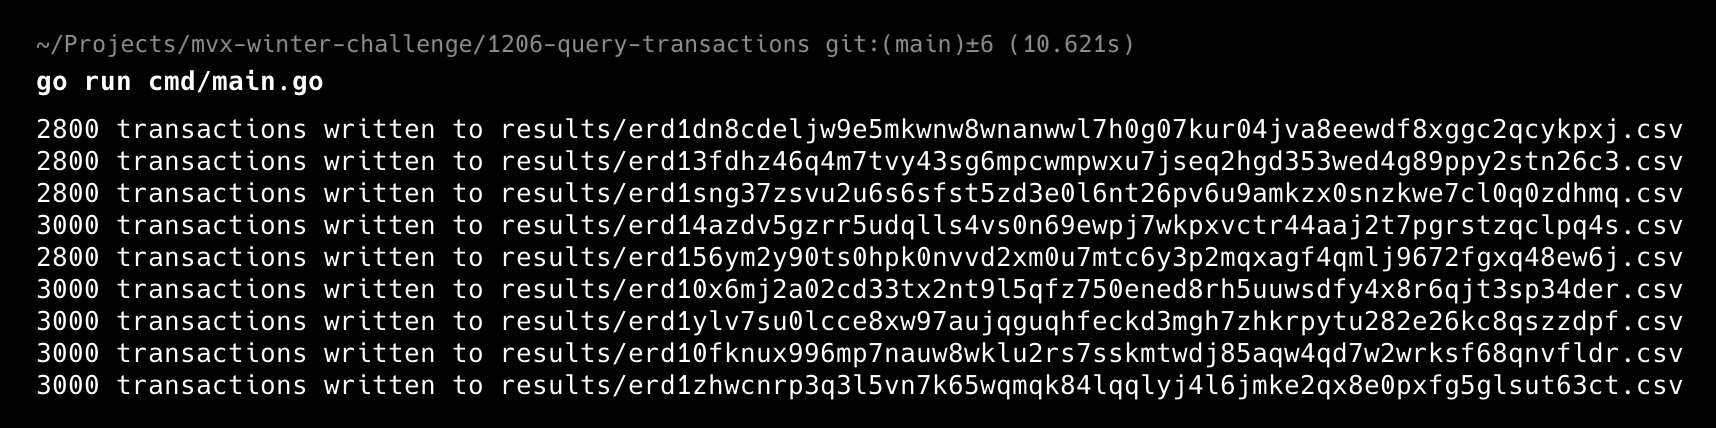 ~/Projects/mvx-winter-challenge/1206-query-transactions git:(main)±6 (10.621s)
go run cmd/main.go
2800 transactions written to results/erd1dn8cdeljw9e5mkwnw8wnanwwl7h0g07kur04jva8eewdf8xggc2qcykpxj.csv
2800 transactions written to results/erd13fdhz46q4m7tvy43sg6mpcwmpwxu7jseq2hgd353wed4g89ppy2stn26c3.csv
2800 transactions written to results/erd1sng37zsvu2u6s6sfst5zd3e0l6nt26pv6u9amkzx0snzkwe7cl0q0zdhmq.csv
3000 transactions written to results/erd14azdv5gzrr5udqlls4vs0n69ewpj7wkpxvctr44aaj2t7pgrstzqclpq4s.csv
2800 transactions written to results/erd156ym2y90ts0hpk0nvvd2xm0u7mtc6y3p2mqxagf4qmlj9672fgxq48ew6j.csv
3000 transactions written to results/erd10x6mj2a02cd33tx2nt9l5qfz750ened8rh5uuwsdfy4x8r6qjt3sp34der.csv
3000 transactions written to results/erd1ylv7su0lcce8xw97aujqguqhfeckd3mgh7zhkrpytu282e26kc8qszzdpf.csv
3000 transactions written to results/erd10fknux996mp7nauw8wklu2rs7sskmtwdj85aqw4qd7w2wrksf68qnvfldr.csv
3000 transactions written to results/erd1zhwcnrp3q3l5vn7k65wqmqk84lqqlyj4l6jmke2qx8e0pxfg5glsut63ct.csv